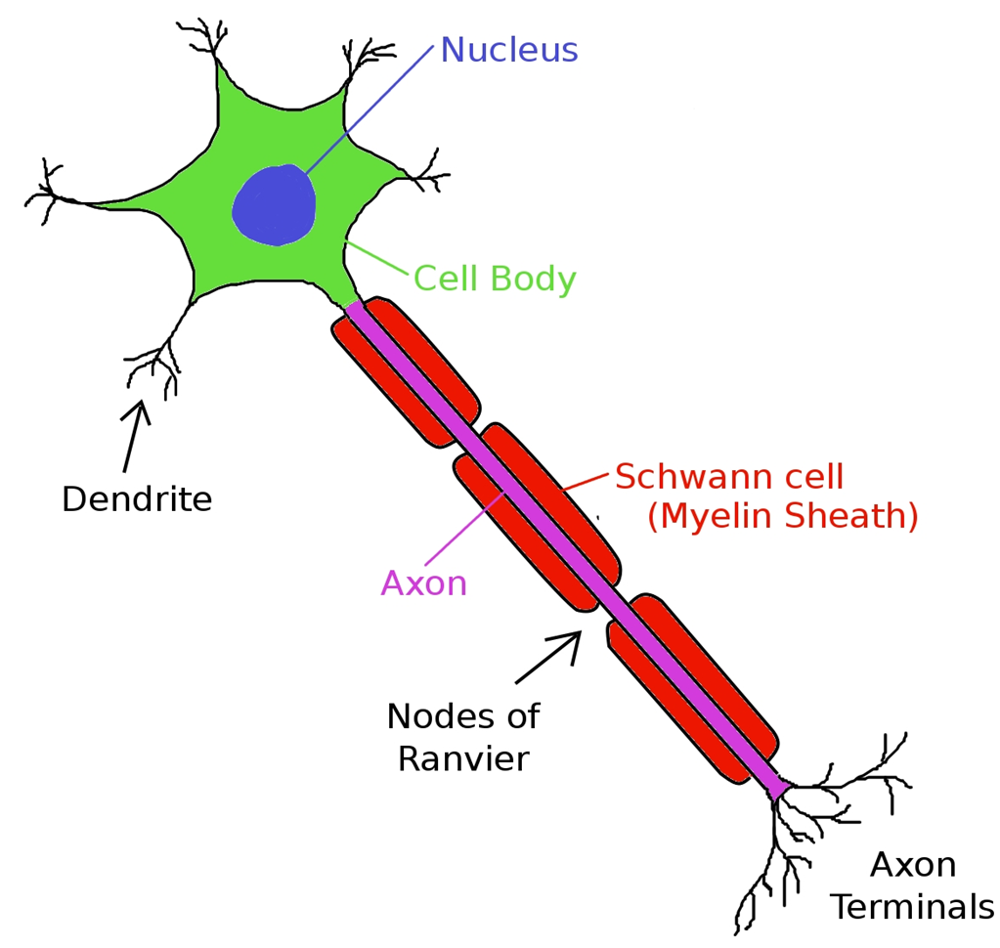 Nucleus
Cell Body
Dendrite
Schwann cell
(Myelin Sheath)
Axon
Nodes of
Ranvier
Axon
Terminals